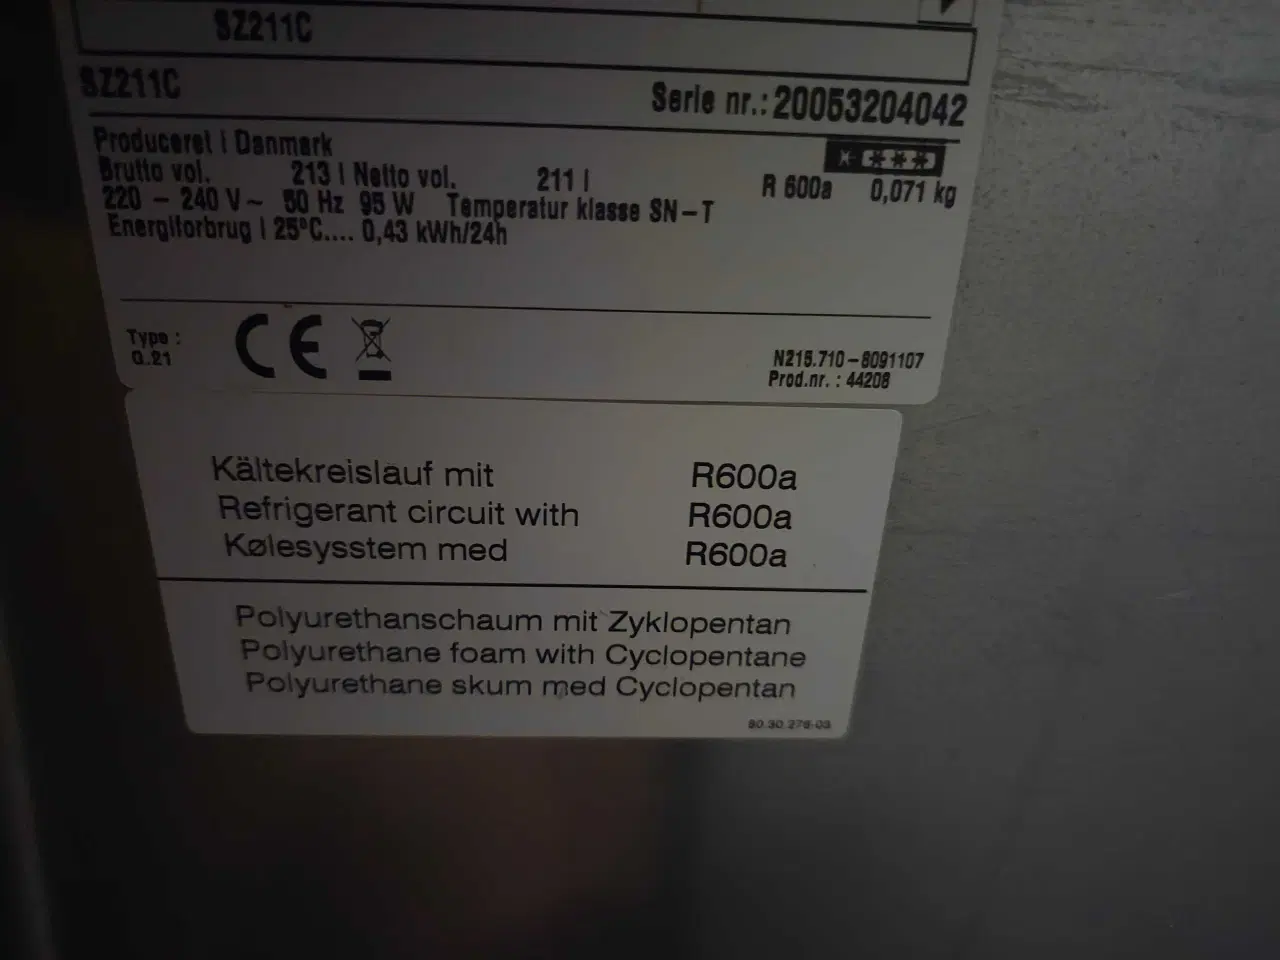 SZ211C
SZ211C Serie nr.: 20053204042
Produceret i Danmark
Brutto vol. 213 l Netto vol. 211 l R 600a 0,071 kg
220 – 240 V ~ 50 Hz 95 W Temperatur klasse SN-T
Energiforbrug i 25°C.... 0,43 kWh/24h
Type :
G.21
CE
N215.710-8091107
Prod.nr. : 44208
Kältekreislauf mit R600a
Refrigerant circuit with R600a
Kølesysstem med R600a
Polyurethanschaum mit Zyklopentan
Polyurethane foam with Cyclopentane
Polyurethane skum med Cyclopentan
80.30.276-03